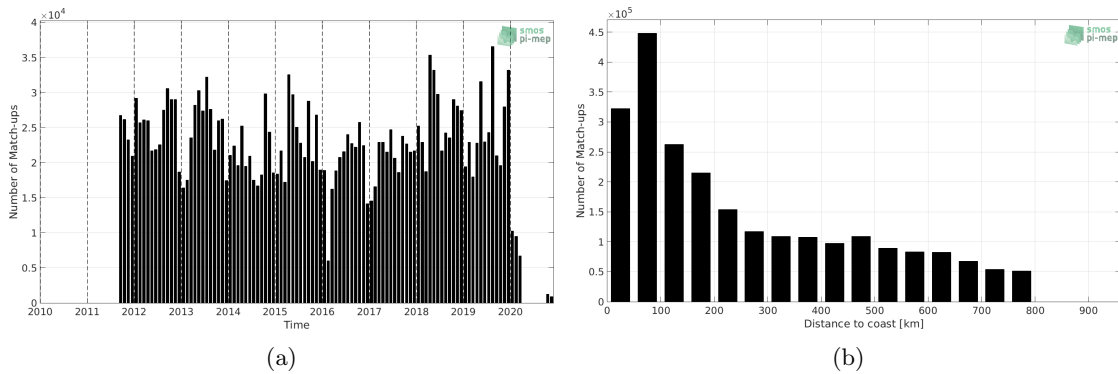 ×10⁴
4
3.5
3
2.5
2
1.5
1
0.5
0
Number of Match-ups
2010 2011 2012 2013 2014 2015 2016 2017 2018 2019 2020
Time
smos
pi-mep
(a)
×10⁵
4.5
4
3.5
3
2.5
2
1.5
1
0.5
0
Number of Match-ups
0 100 200 300 400 500 600 700 800 900
Distance to coast [km]
smos
pi-mep
(b)